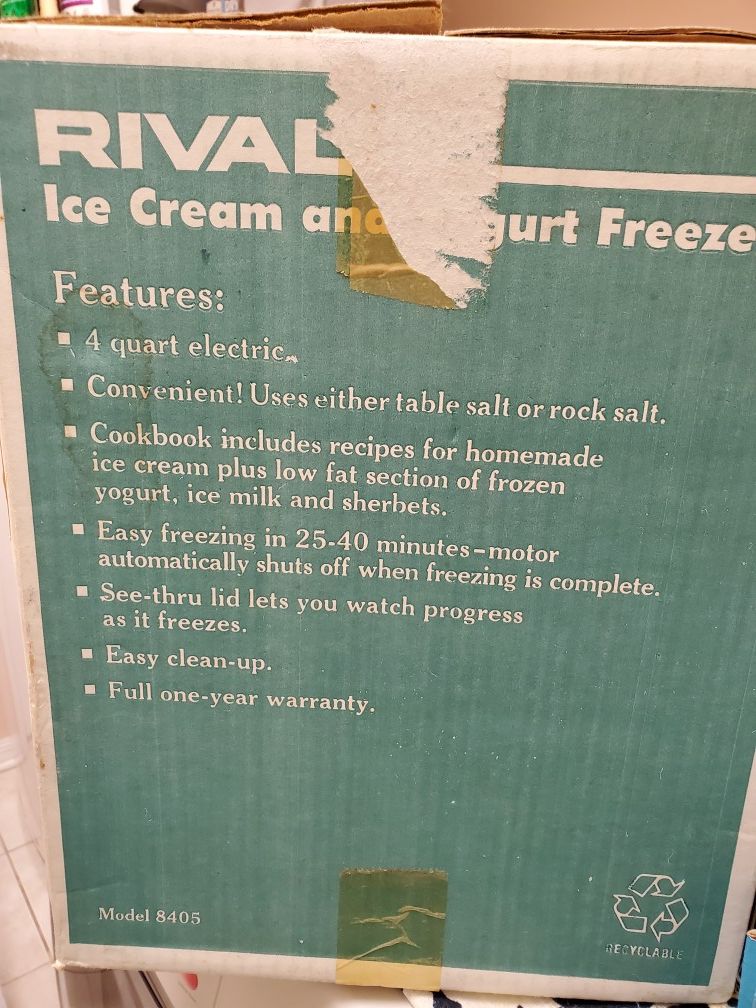 RIVAL
Ice Cream and gurt Freeze
Features:
▪ 4 quart electric.
▪ Convenient! Uses either table salt or rock salt.
▪ Cookbook includes recipes for homemade
ice cream plus low fat section of frozen
yogurt, ice milk and sherbets.
▪ Easy freezing in 25-40 minutes–motor
automatically shuts off when freezing is complete.
▪ See-thru lid lets you watch progress
as it freezes.
▪ Easy clean-up.
▪ Full one-year warranty.
Model 8405
RECYCLABLE